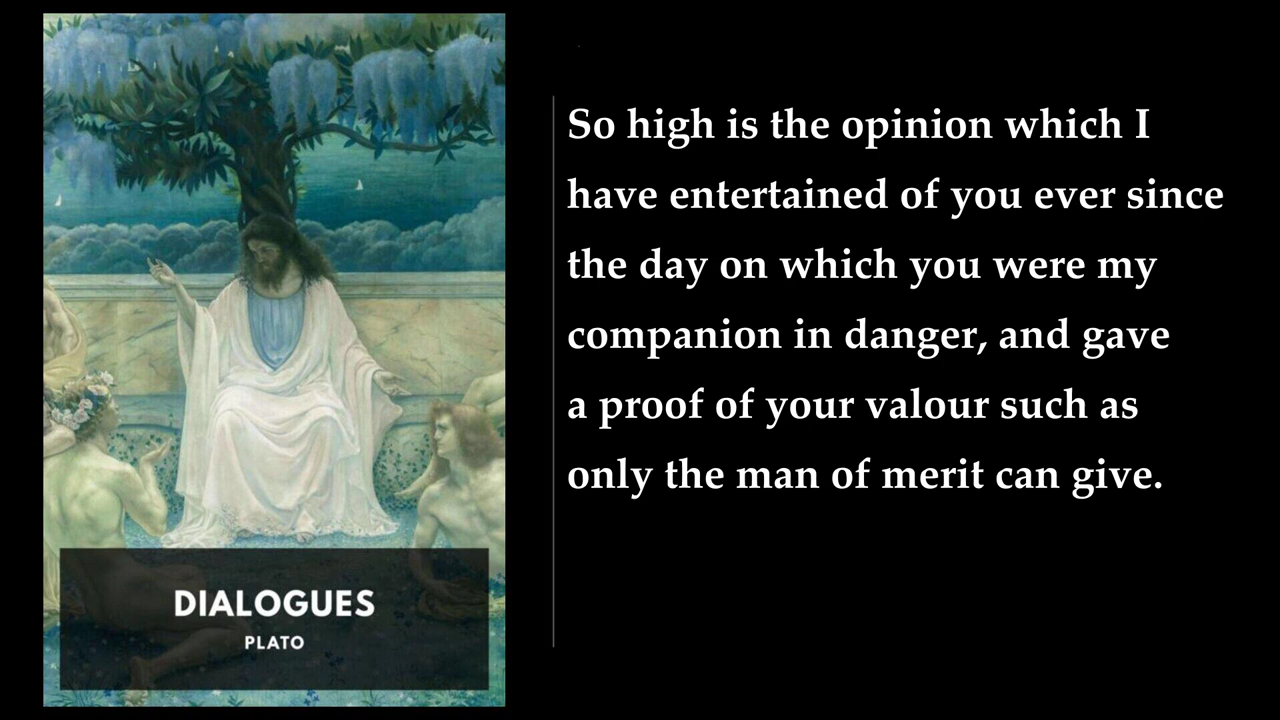 DIALOGUES
PLATO
So high is the opinion which I
have entertained of you ever since
the day on which you were my
companion in danger, and gave
a proof of your valour such as
only the man of merit can give.